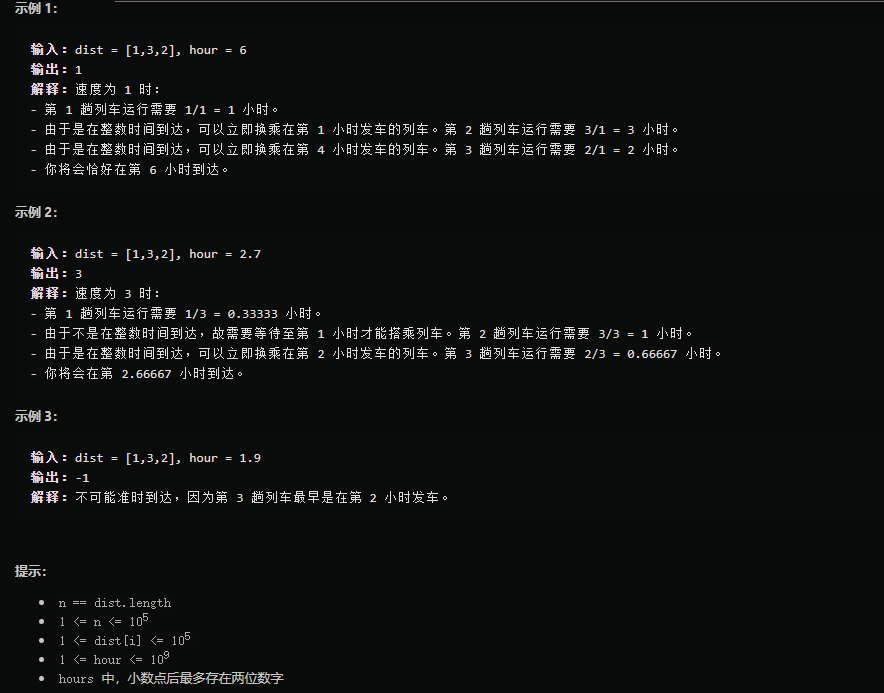 示例 1:
输入：dist = [1,3,2], hour = 6
输出：1
解释：速度为 1 时：
- 第 1 趟列车运行需要 1/1 = 1 小时。
- 由于是在整数时间到达，可以立即换乘在第 1 小时发车的列车。第 2 趟列车运行需要 3/1 = 3 小时。
- 由于是在整数时间到达，可以立即换乘在第 4 小时发车的列车。第 3 趟列车运行需要 2/1 = 2 小时。
- 你将会恰好在第 6 小时到达。
示例 2:
输入：dist = [1,3,2], hour = 2.7
输出：3
解释：速度为 3 时：
- 第 1 趟列车运行需要 1/3 = 0.33333 小时。
- 由于不是在整数时间到达，故需要等待至第 1 小时才能搭乘列车。第 2 趟列车运行需要 3/3 = 1 小时。
- 由于是在整数时间到达，可以立即换乘在第 2 小时发车的列车。第 3 趟列车运行需要 2/3 = 0.66667 小时。
- 你将会在第 2.66667 小时到达。
示例 3:
输入：dist = [1,3,2], hour = 1.9
输出：-1
解释：不可能准时到达，因为第 3 趟列车最早是在第 2 小时发车。
提示:
• n == dist.length
• 1 <= n <= 10⁵
• 1 <= dist[i] <= 10⁵
• 1 <= hour <= 10⁹
• hours 中，小数点后最多存在两位数字